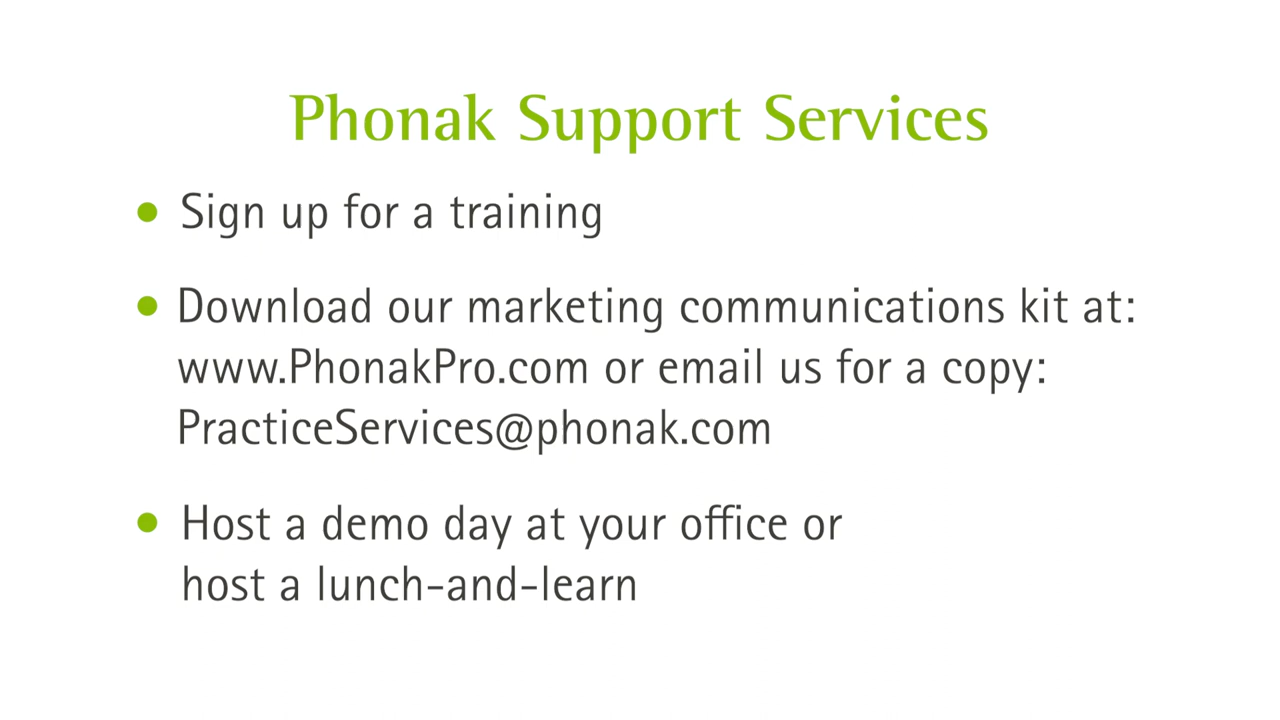 Phonak Support Services
• Sign up for a training
• Download our marketing communications kit at:
www.PhonakPro.com or email us for a copy:
PracticeServices@phonak.com
• Host a demo day at your office or
host a lunch-and-learn